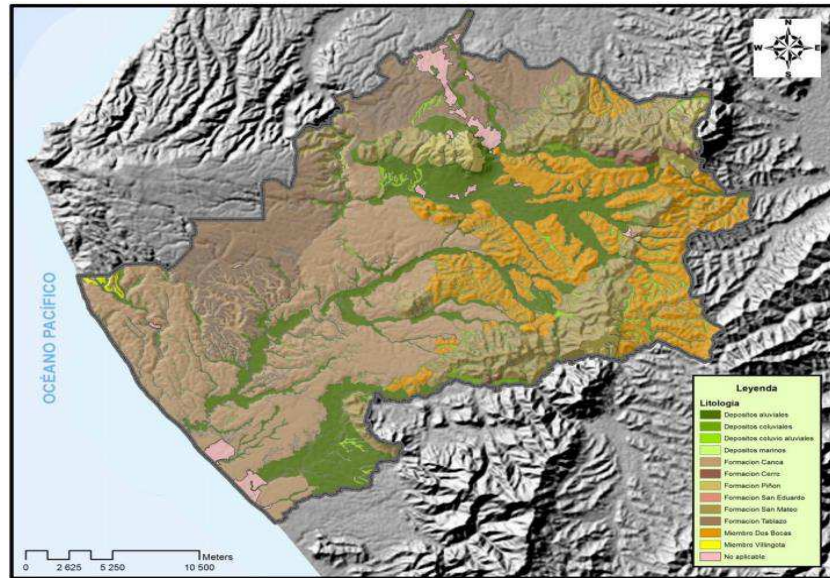 N
W E
S
OCÉANO PACÍFICO
Leyenda
Litología
Depositos aluviales
Depositos coluviales
Depositos coluvio aluviales
Depositos marinos
Formacion Canoa
Formacion Cerro
Formacion Piñon
Formacion San Eduardo
Formacion San Mateo
Formacion Tablazo
Miembro Dos Bocas
Miembro Villingota
No aplicable
Meters
0 2 625 5 250 10 500